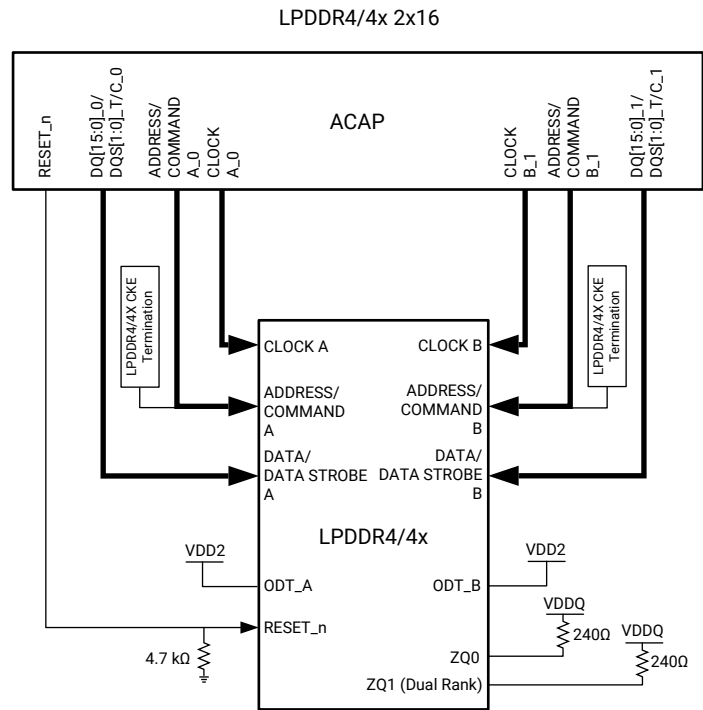 LPDDR4/4x 2x16
ACAP
RESET_n
DQ[15:0]_0/
DQS[1:0]_T/C_0
ADDRESS/
COMMAND
A_0
CLOCK
A_0
CLOCK
B_1
ADDRESS/
COMMAND
B_1
DQ[15:0]_1/
DQS[1:0]_T/C_1
LPDDR4/4X CKE
Termination
LPDDR4/4X CKE
Termination
CLOCK A
CLOCK B
ADDRESS/
COMMAND
A
ADDRESS/
COMMAND
B
DATA/
DATA STROBE
A
DATA/
DATA STROBE
B
LPDDR4/4x
VDD2
ODT_A
VDD2
ODT_B
RESET_n
4.7 kΩ
VDDQ
240Ω
ZQ0
VDDQ
240Ω
ZQ1 (Dual Rank)